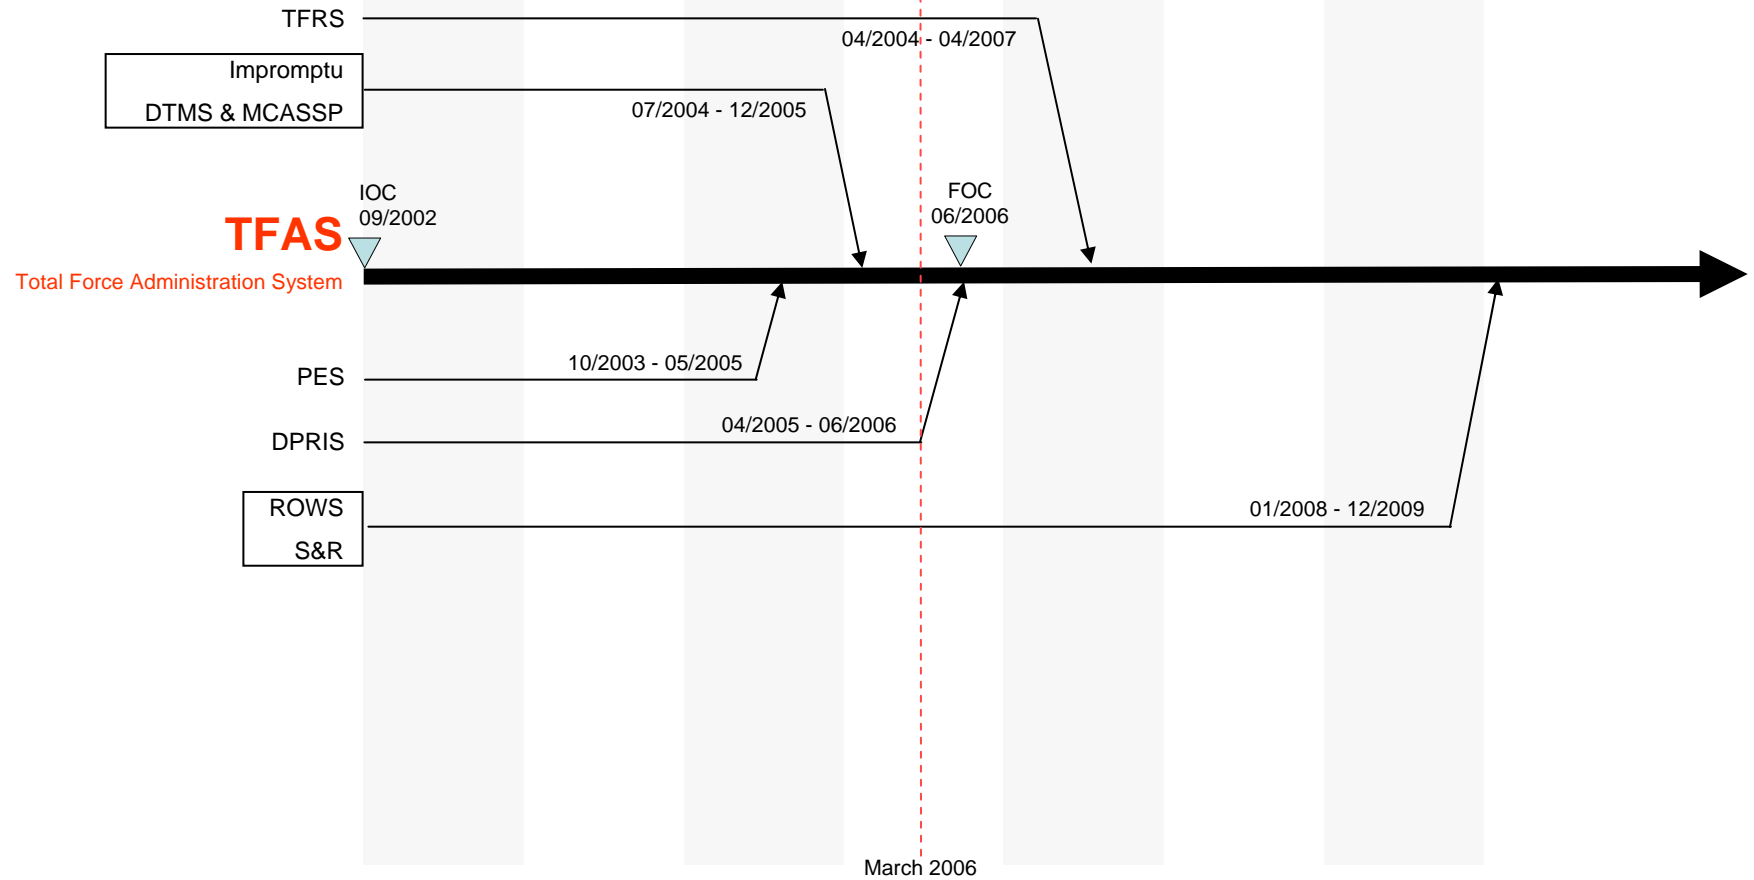 TFRS
04/2004 - 04/2007
Impromptu
DTMS & MCASSP
07/2004 - 12/2005
IOC
09/2002
FOC
06/2006
TFAS
Total Force Administration System
PES
10/2003 - 05/2005
DPRIS
04/2005 - 06/2006
ROWS
S&R
01/2008 - 12/2009
March 2006